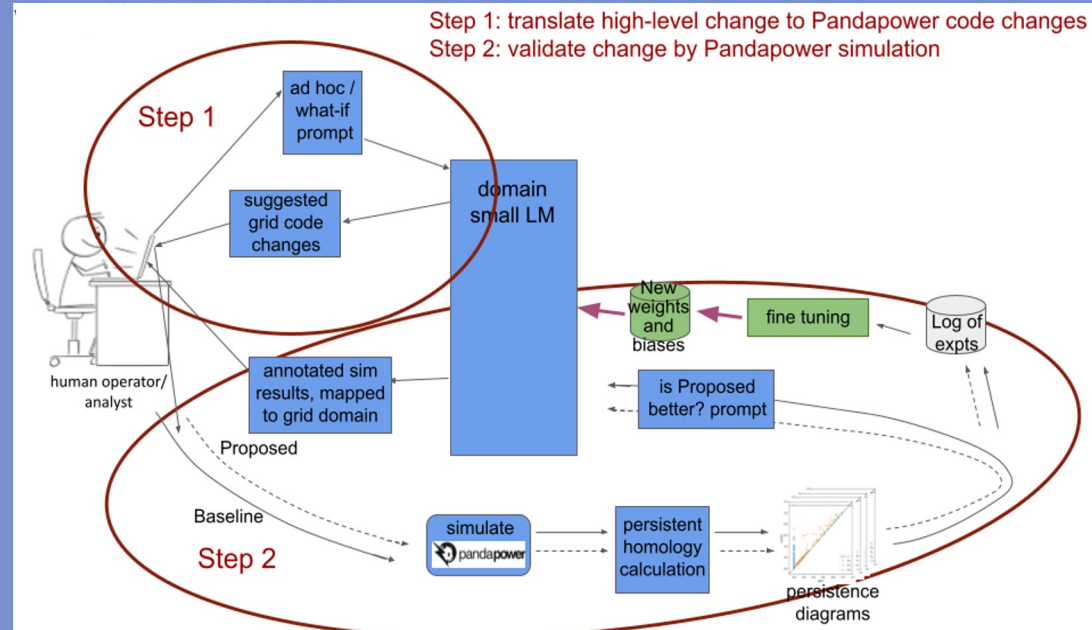 Step 1: translate high-level change to Pandapower code changes
Step 2: validate change by Pandapower simulation
Step 1
ad hoc /
what-if
prompt
domain
small LM
suggested
grid code
changes
New
weights
and
biases
fine tuning
Log of
expts
human operator/
analyst
annotated sim
results, mapped
to grid domain
is Proposed
better? prompt
Proposed
Baseline
Step 2
simulate
pandapower
persistent
homology
calculation
persistence
diagrams